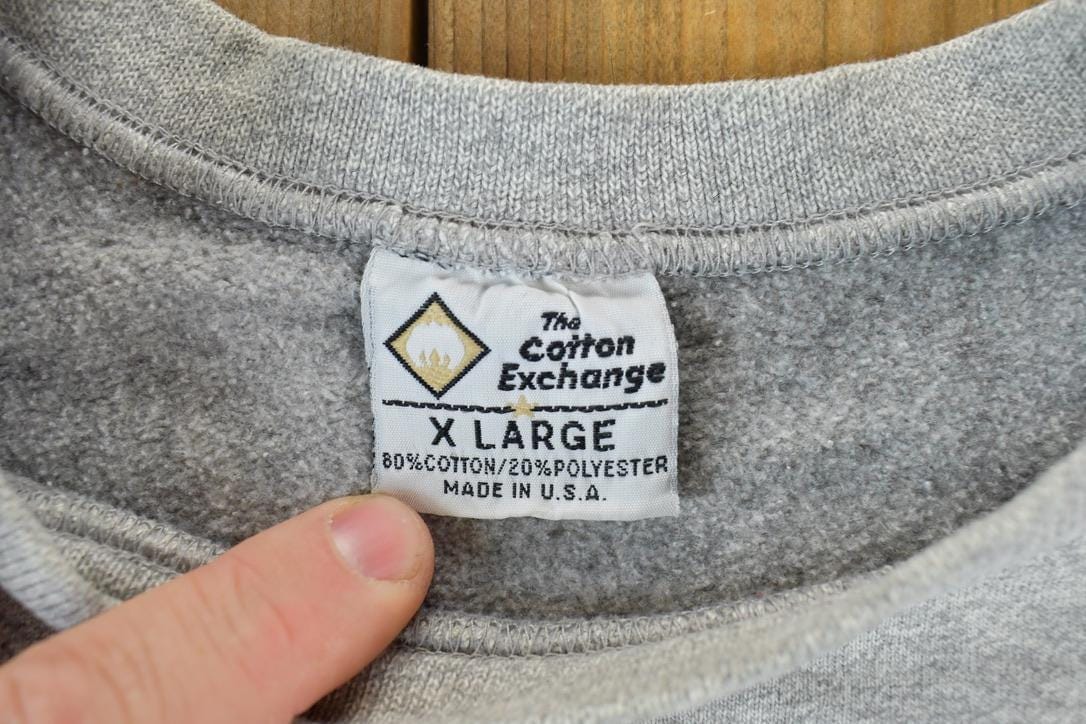 The
Cotton
Exchange
X LARGE
80%COTTON/20%POLYESTER
MADE IN U.S.A.